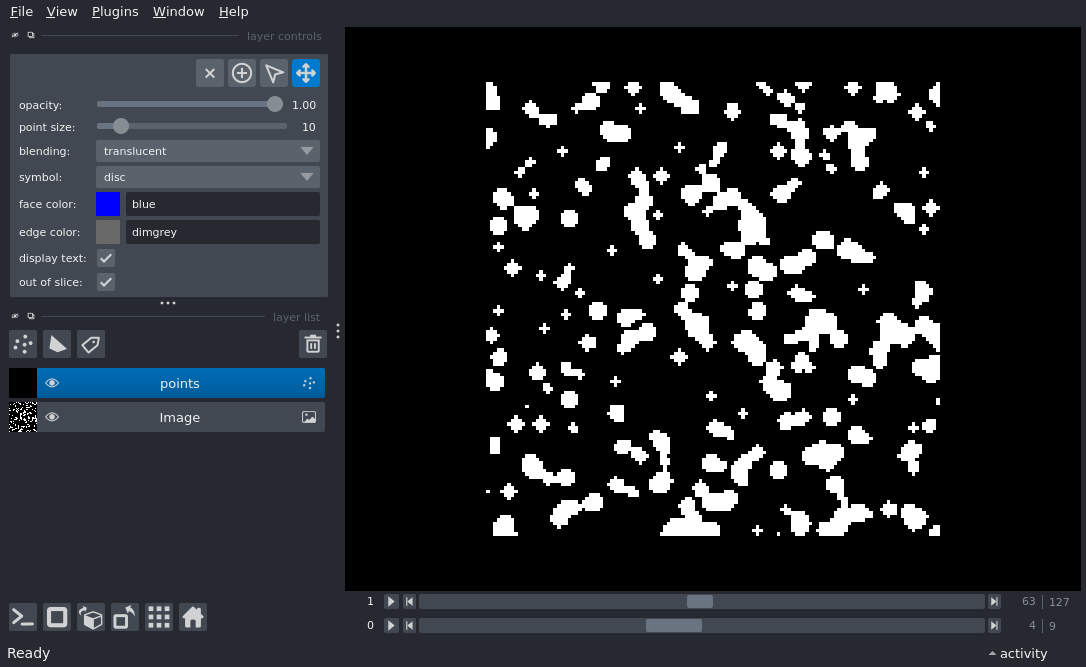 File View Plugins Window Help
layer controls
opacity: 1.00
point size: 10
blending: translucent
symbol: disc
face color: blue
edge color: dimgrey
display text:
out of slice:
layer list
points
Image
1 63 127
0 4 9
Ready activity